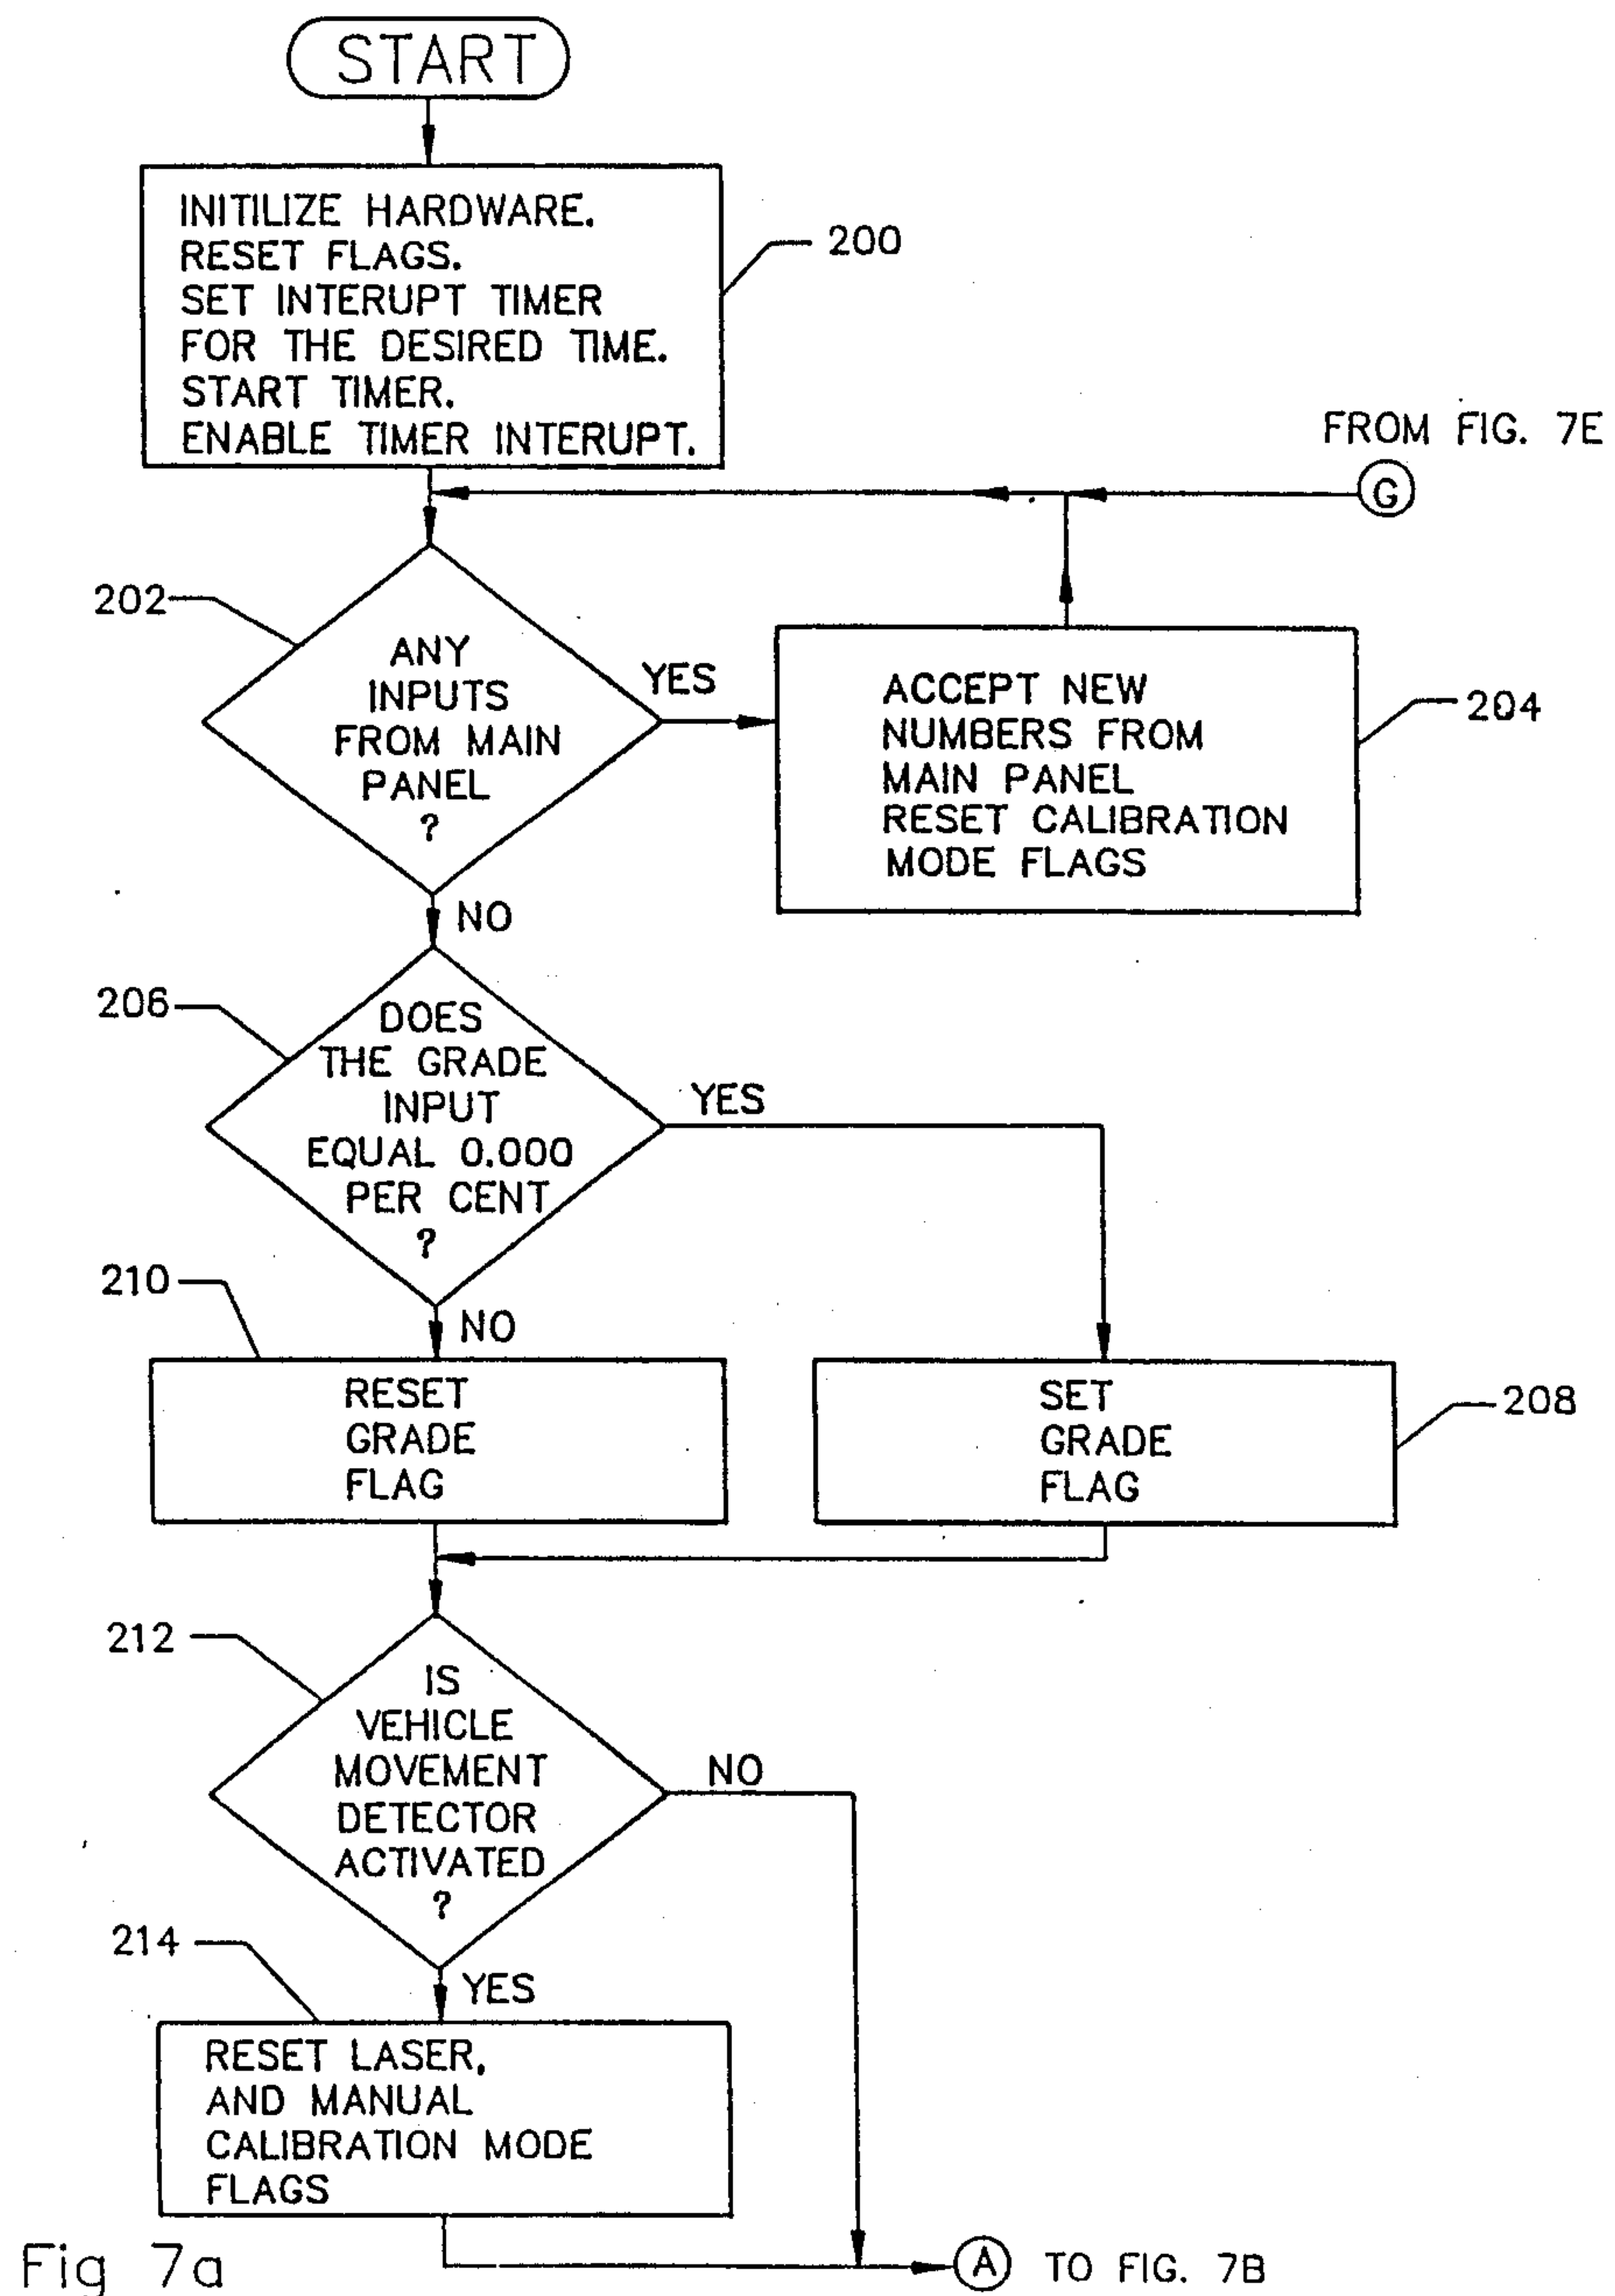 START
INITILIZE HARDWARE.
RESET FLAGS.
SET INTERUPT TIMER
FOR THE DESIRED TIME.
START TIMER.
ENABLE TIMER INTERUPT.
200
FROM FIG. 7E
G
202
ANY
INPUTS
FROM MAIN
PANEL
?
YES
ACCEPT NEW
NUMBERS FROM
MAIN PANEL
RESET CALIBRATION
MODE FLAGS
204
NO
206
DOES
THE GRADE
INPUT
EQUAL 0.000
PER CENT
?
YES
210
NO
RESET
GRADE
FLAG
SET
GRADE
FLAG
208
212
IS
VEHICLE
MOVEMENT
DETECTOR
ACTIVATED
?
NO
214
YES
RESET LASER,
AND MANUAL
CALIBRATION MODE
FLAGS
A
TO FIG. 7B
Fig 7a